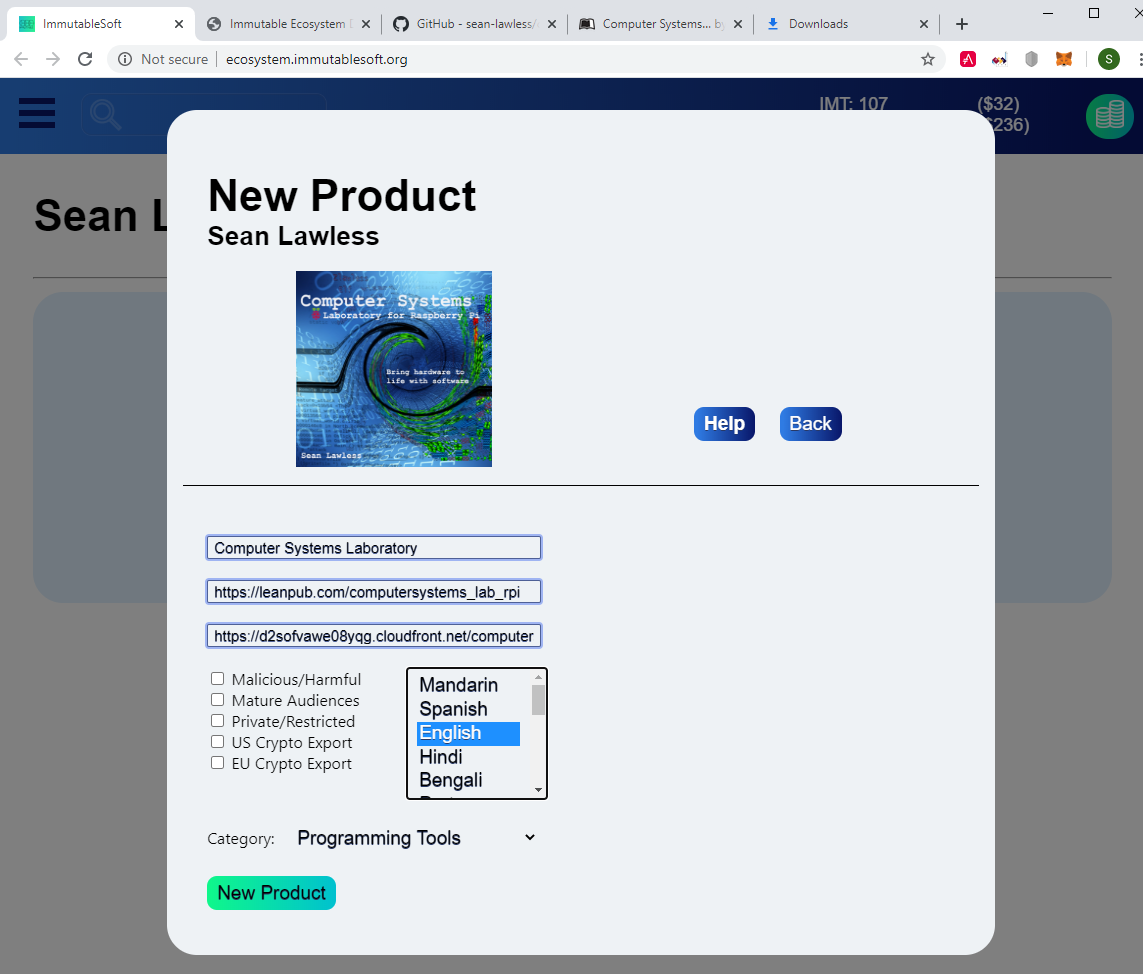 ImmutableSoft
Immutable Ecosystem
GitHub - sean-lawless/
Computer Systems... by
Downloads
Not secure
ecosystem.immutablesoft.org
S
IMT: 107
($32)
236)
Sean L
New Product
Sean Lawless
Computer Systems
Laboratory for Raspberry Pi
Bring hardware to
life with software
Sean Lawless
Help
Back
Computer Systems Laboratory
https://leanpub.com/computersystems_lab_rpi
https://d2sofvawe08yqg.cloudfront.net/computer
Malicious/Harmful
Mature Audiences
Private/Restricted
US Crypto Export
EU Crypto Export
Mandarin
Spanish
English
Hindi
Bengali
Category:
Programming Tools
New Product